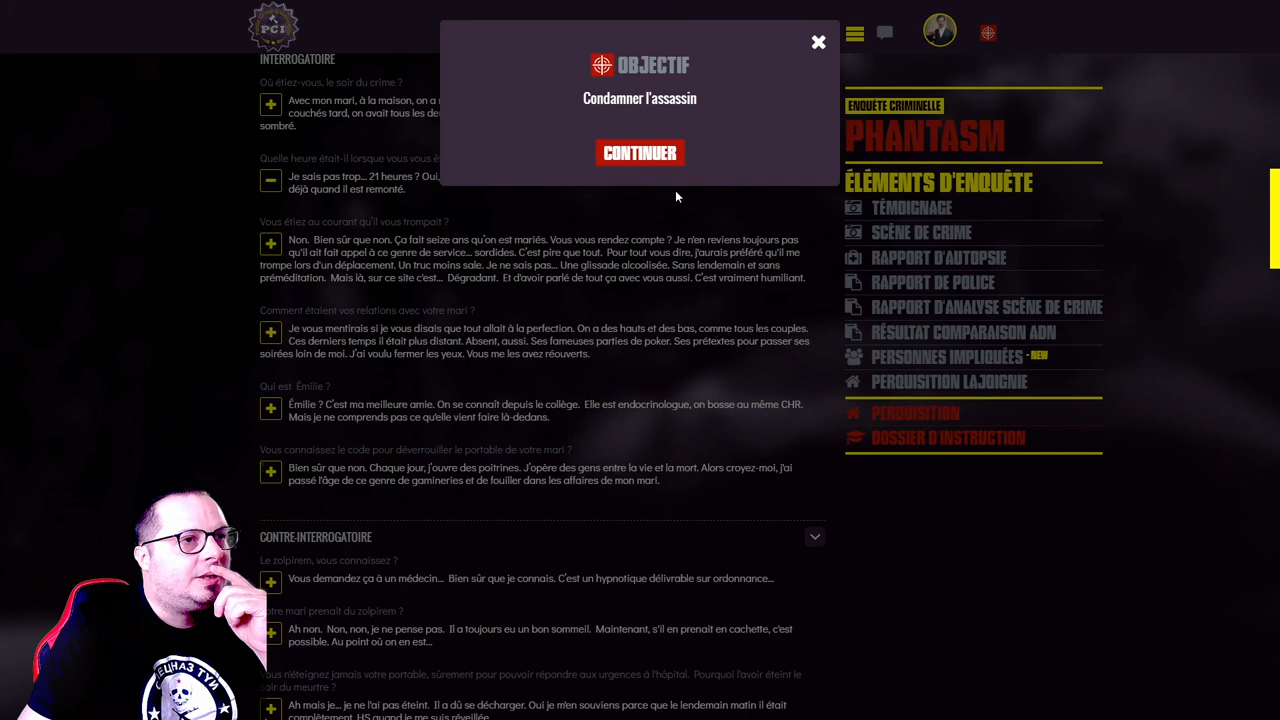 PCI
INTERROGATOIRE
Où étiez-vous, le soir du crime ?
Avec mon mari, à la maison, on a
couchés tard, on avait tous les
sombré.
Quelle heure était-il lorsque vous vous
Je sais pas trop... 21 heures ? Oui,
déjà quand il est remonté.
Vous étiez au courant qu'il vous trompait ?
Non. Bien sûr que non. Ça fait seize ans qu'on est mariés. Vous vous rendez compte ? Je n'en reviens toujours pas
qu'il ait fait appel à ce genre de service... sordides. C'est pire que tout. Pour tout vous dire, j'aurais préféré qu'il me
trompe lors d'un déplacement. Un truc moins sale. Je ne sais pas... Une glissade alcoolisée. Sans lendemain et sans
préméditation. Mais là, sur ce site c'est... Dégradant. Et d'avoir parlé de tout ça avec vous aussi. C'est vraiment humiliant.
Comment étaient vos relations avec votre mari ?
Je vous mentirais si je vous disais que tout allait à la perfection. On a des hauts et des bas, comme tous les couples.
Ces derniers temps il était plus distant. Absent, aussi. Ses fameuses parties de poker. Ses prétextes pour passer ses
soirées loin de moi. J'ai voulu fermer les yeux. Vous me les avez réouverts.
Qui est Émilie ?
Émilie ? C'est ma meilleure amie. On se connaît depuis le collège. Elle est endocrinologue, on bosse au même CHR.
Mais je ne comprends pas ce qu'elle vient faire là-dedans.
Vous connaissez le code pour déverrouiller le portable de votre mari ?
Bien sûr que non. Chaque jour, j'ouvre des poitrines. J'opère des gens entre la vie et la mort. Alors croyez-moi, j'ai
passé l'âge de ce genre de gamineries et de fouiller dans les affaires de mon mari.
CONTRE-INTERROGATOIRE
Le zolpirem, vous connaissez ?
Vous demandez ça à un médecin... Bien sûr que je connais. C'est un hypnotique délivrable sur ordonnance...
otre mari prenait du zolpirem ?
Ah non. Non, non, je ne pense pas. Il a toujours eu un bon sommeil. Maintenant, s'il en prenait en cachette, c'est
possible. Au point où on en est...
ous n'éteignez jamais votre portable, sûrement pour pouvoir répondre aux urgences à l'hôpital. Pourquoi l'avoir éteint le
soir du meurtre ?
Ah mais je... je ne l'ai pas éteint. Il a dû se décharger. Oui je m'en souviens parce que le lendemain matin il était
complètement HS quand je me suis réveillée.
OBJECTIF
Condamner l'assassin
CONTINUER
ENQUÊTE CRIMINELLE
PHANTASM
ÉLÉMENTS D'ENQUÊTE
TÉMOIGNAGE
SCÈNE DE CRIME
RAPPORT D'AUTOPSIE
RAPPORT DE POLICE
RAPPORT D'ANALYSE SCÈNE DE CRIME
RÉSULTAT COMPARAISON ADN
PERSONNES IMPLIQUÉES - NEW
PERQUISITION LAJOIGNIE
PERQUISITION
DOSSIER D'INSTRUCTION
ЕЦНАЗ ТУИ